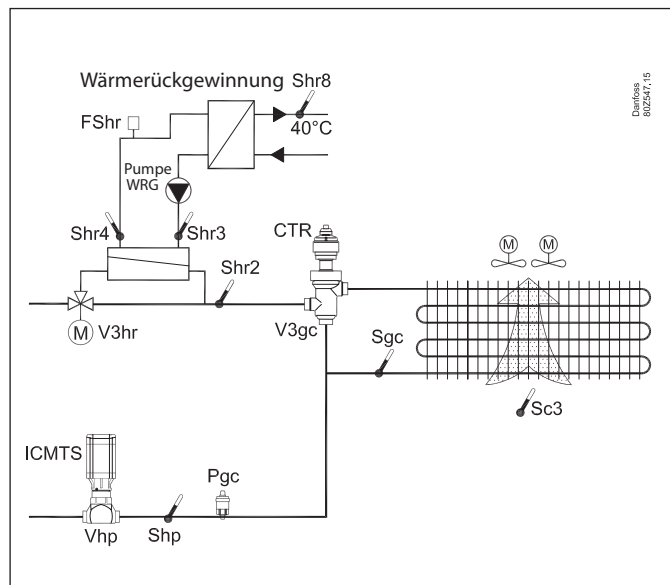 Wärmerückgewinnung
Shr8
FShr
40°C
Pumpe
WRG
Shr4
Shr3
CTR
Shr2
M
V3hr
V3gc
M
M
Sgc
Sc3
ICMTS
Pgc
Vhp
Shp
Danfoss
80Z547.15